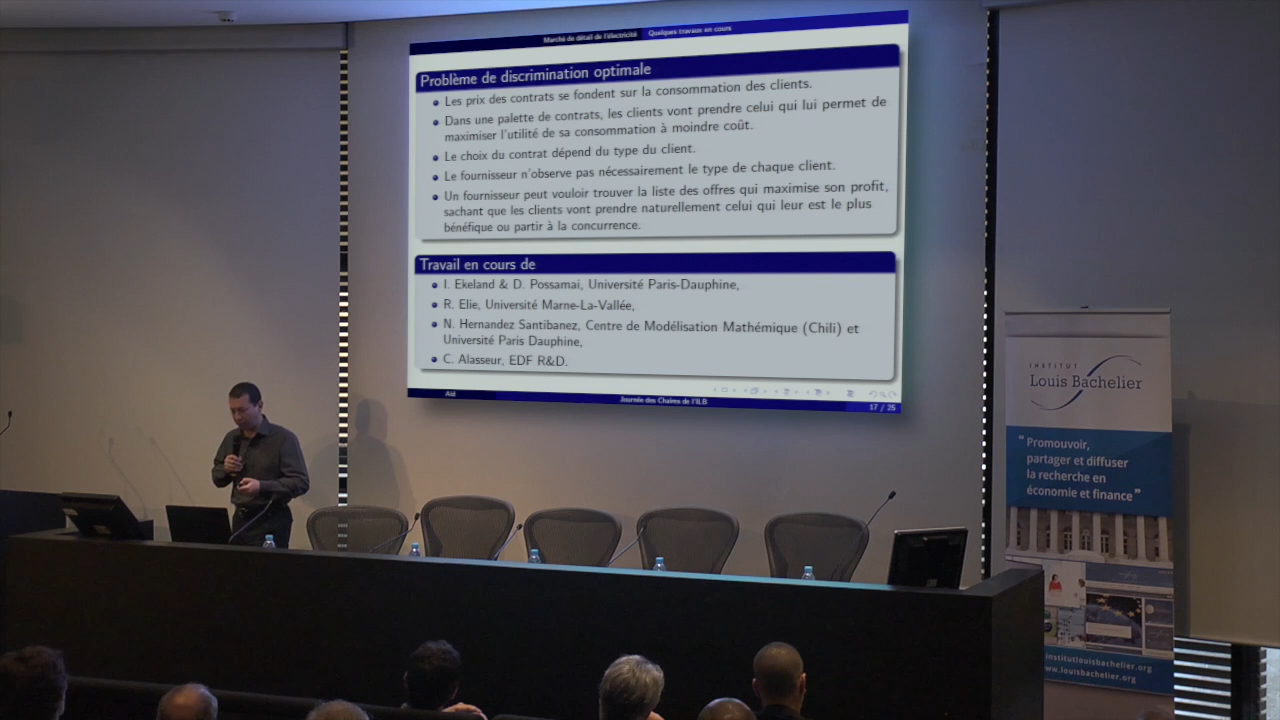 Marché de détail de l'électricité Quelques travaux en cours
Problème de discrimination optimale
Les prix des contrats se fondent sur la consommation des clients.
Dans une palette de contrats, les clients vont prendre celui qui lui permet de
maximiser l'utilité de sa consommation à moindre coût.
Le choix du contrat dépend du type du client.
Le fournisseur n'observe pas nécessairement le type de chaque client.
Un fournisseur peut vouloir trouver la liste des offres qui maximise son profit,
sachant que les clients vont prendre naturellement celui qui leur est le plus
bénéfique ou partir à la concurrence.
Travail en cours de
I. Ekeland & D. Possamai, Université Paris-Dauphine,
R. Elie, Université Marne-La-Vallée,
N. Hernandez Santibanez, Centre de Modélisation Mathémique (Chili) et
Université Paris Dauphine,
C. Alasseur, EDF R&D.
Aïd Journée des Chaires de l'ILB 17 / 25
INSTITUT
Louis Bachelier
“ Promouvoir,
partager et diffuser
la recherche en
économie et finance ”
institutlouisbachelier.org
www.louisbachelier.org